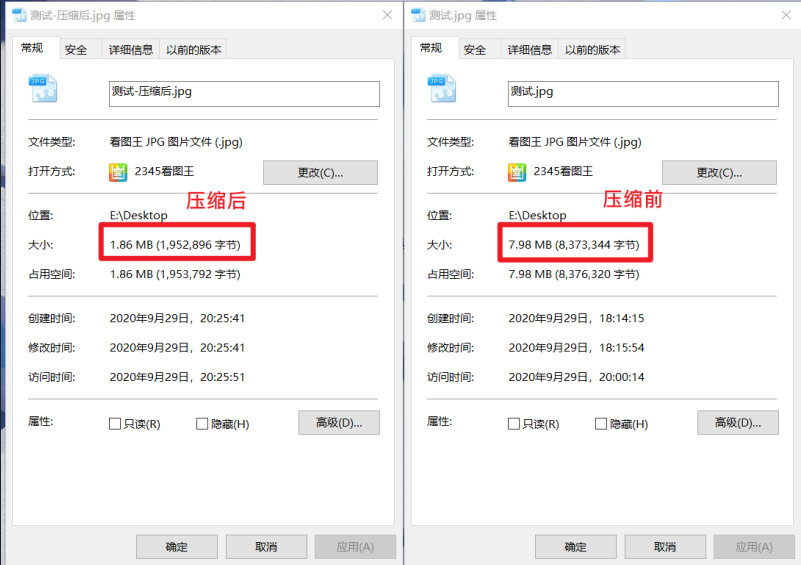 测试-压缩后.jpg 属性
常规 安全 详细信息 以前的版本
JPG
测试-压缩后.jpg
文件类型: 看图王 JPG 图片文件 (.jpg)
打开方式: 2345看图王 更改(C)...
压缩后
位置: E:\Desktop
大小: 1.86 MB (1,952,896 字节)
占用空间: 1.86 MB (1,953,792 字节)
创建时间: 2020年9月29日，20:25:41
修改时间: 2020年9月29日，20:25:41
访问时间: 2020年9月29日，20:25:51
属性: 只读(R) 隐藏(H) 高级(D)...
确定 取消 应用(A)
测试.jpg 属性
常规 安全 详细信息 以前的版本
JPG
测试.jpg
文件类型: 看图王 JPG 图片文件 (.jpg)
打开方式: 2345看图王 更改(C)...
压缩前
位置: E:\Desktop
大小: 7.98 MB (8,373,344 字节)
占用空间: 7.98 MB (8,376,320 字节)
创建时间: 2020年9月29日，18:14:15
修改时间: 2020年9月29日，18:15:54
访问时间: 2020年9月29日，20:00:14
属性: 只读(R) 隐藏(H) 高级(D)...
确定 取消 应用(A)